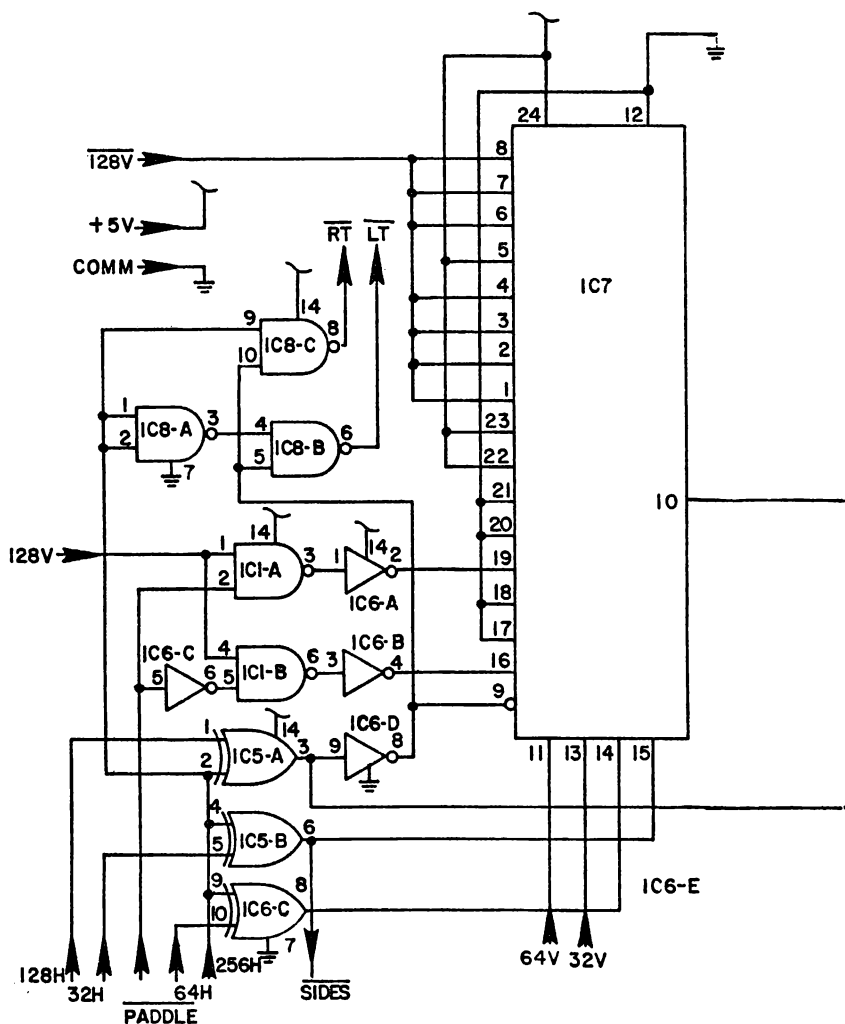 24
12
128V
8
7
6
+5V
RT
LT
5
COMM
IC7
4
14
9
8
3
IC8-C
10
2
1
1
3
4
6
23
IC8-A
IC8-B
2
5
22
7
21
10
14
20
128V
1
3
1
14
2
19
IC1-A
2
IC6-A
18
17
IC6-C
4
IC6-B
6
3
4
16
5
6
5
IC1-B
9
1
14
IC6-D
2
IC5-A
3
9
8
11
13
14
15
4
IC5-B
6
5
9
8
IC6-E
10
IC6-C
7
128H
32H
PADDLE
64H
256H
SIDES
64V
32V